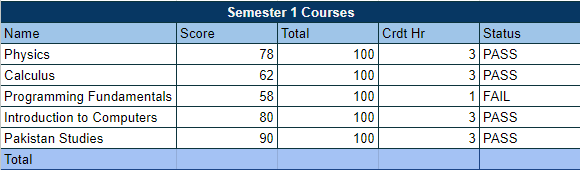 Semester 1 Courses
Name Score Total Crdt Hr Status
Physics 78 100 3 PASS
Calculus 62 100 3 PASS
Programming Fundamentals 58 100 1 FAIL
Introduction to Computers 80 100 3 PASS
Pakistan Studies 90 100 3 PASS
Total